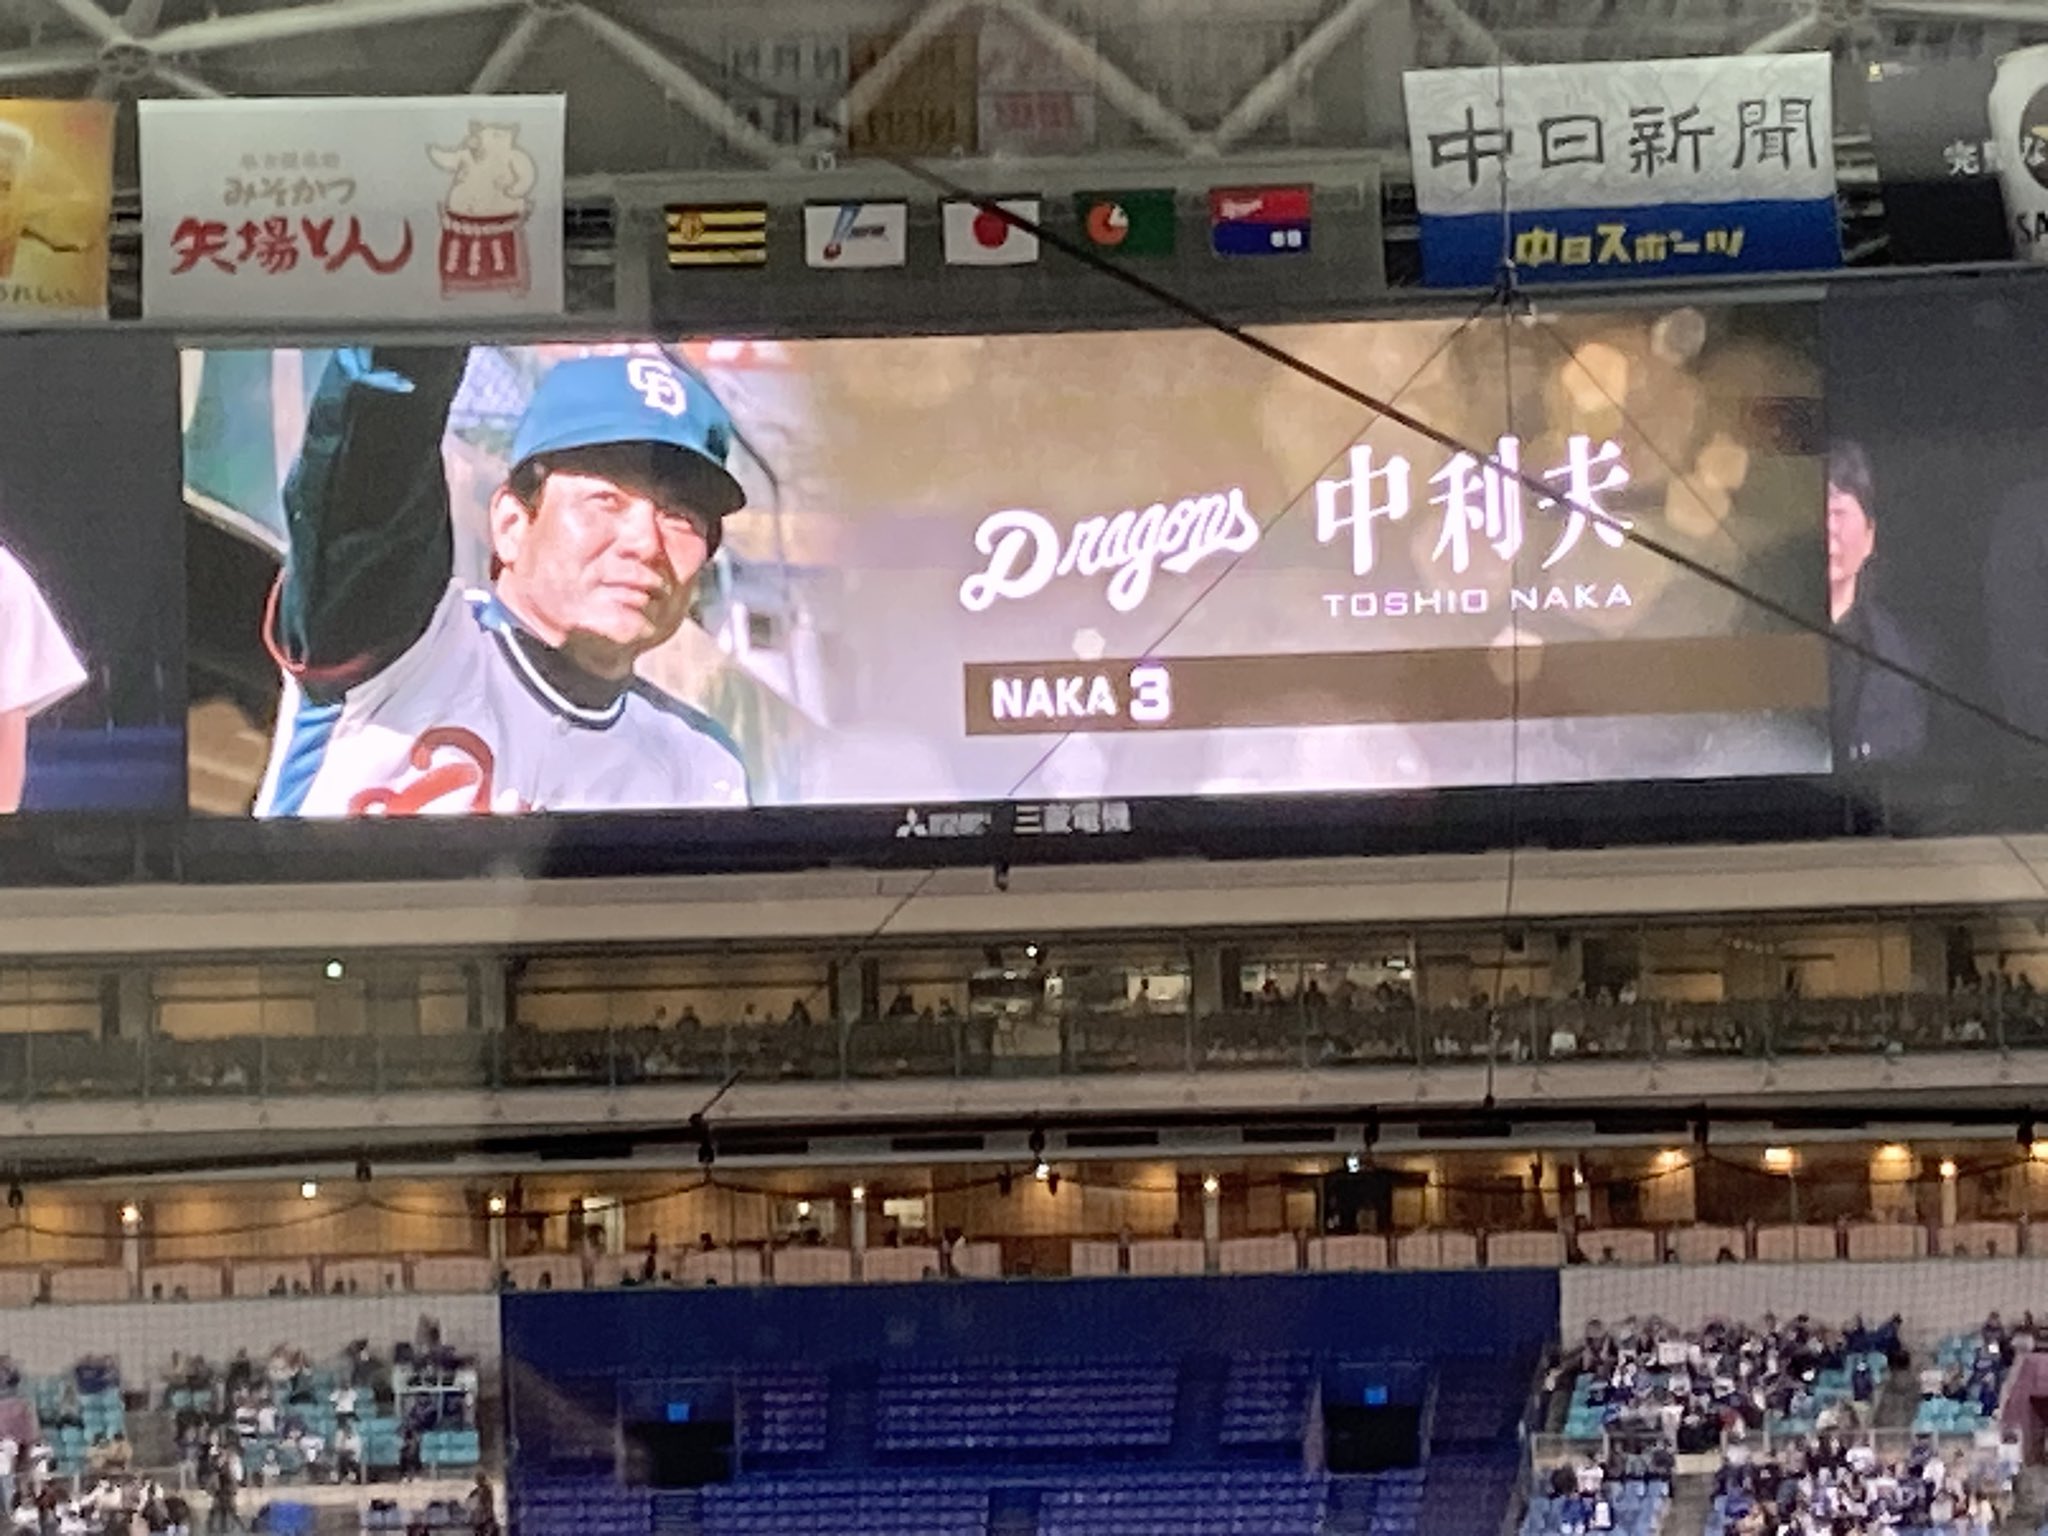 みそかつ
矢場とん
中日新聞
中日スポーツ
CD
Dragons
中利夫
TOSHIO NAKA
NAKA 3
三菱電機